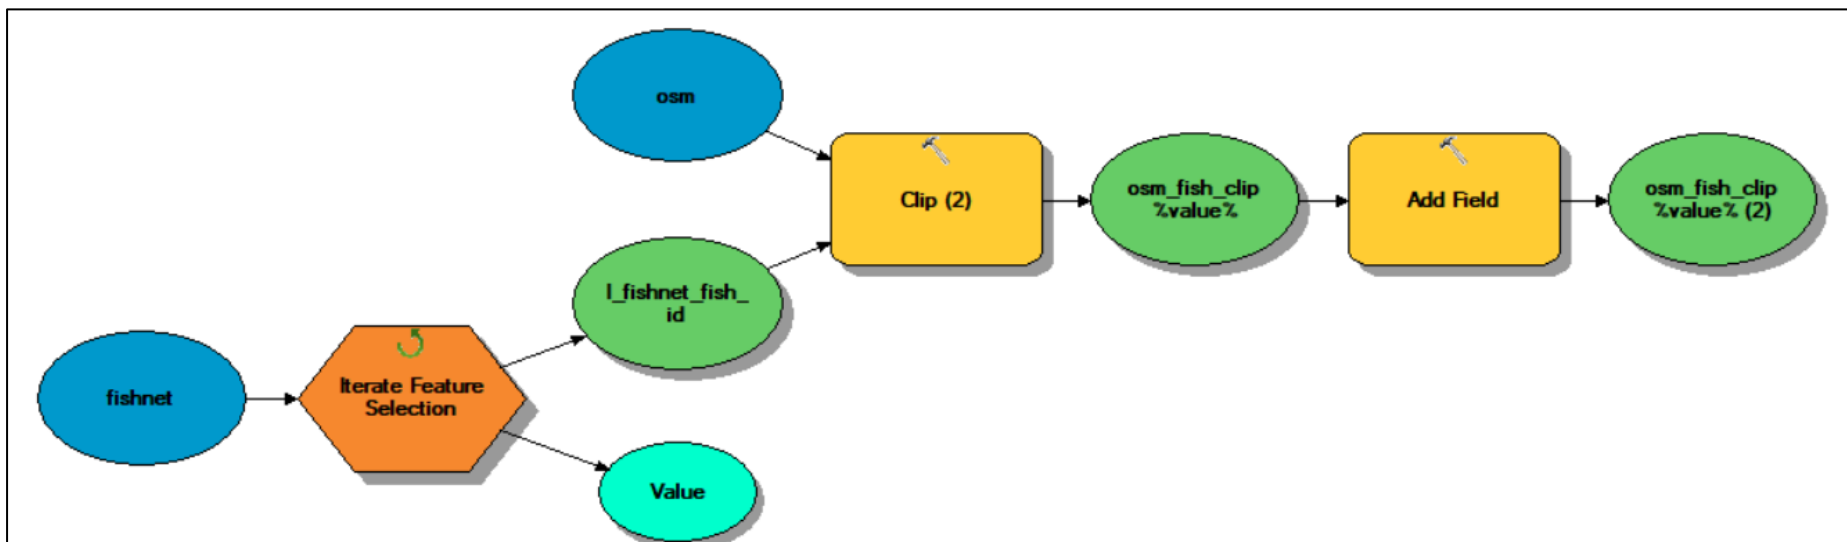 osm
Clip (2)
osm_fish_clip
%value%
Add Field
osm_fish_clip
%value% (2)
I_fishnet_fish_
id
fishnet
Iterate Feature
Selection
Value